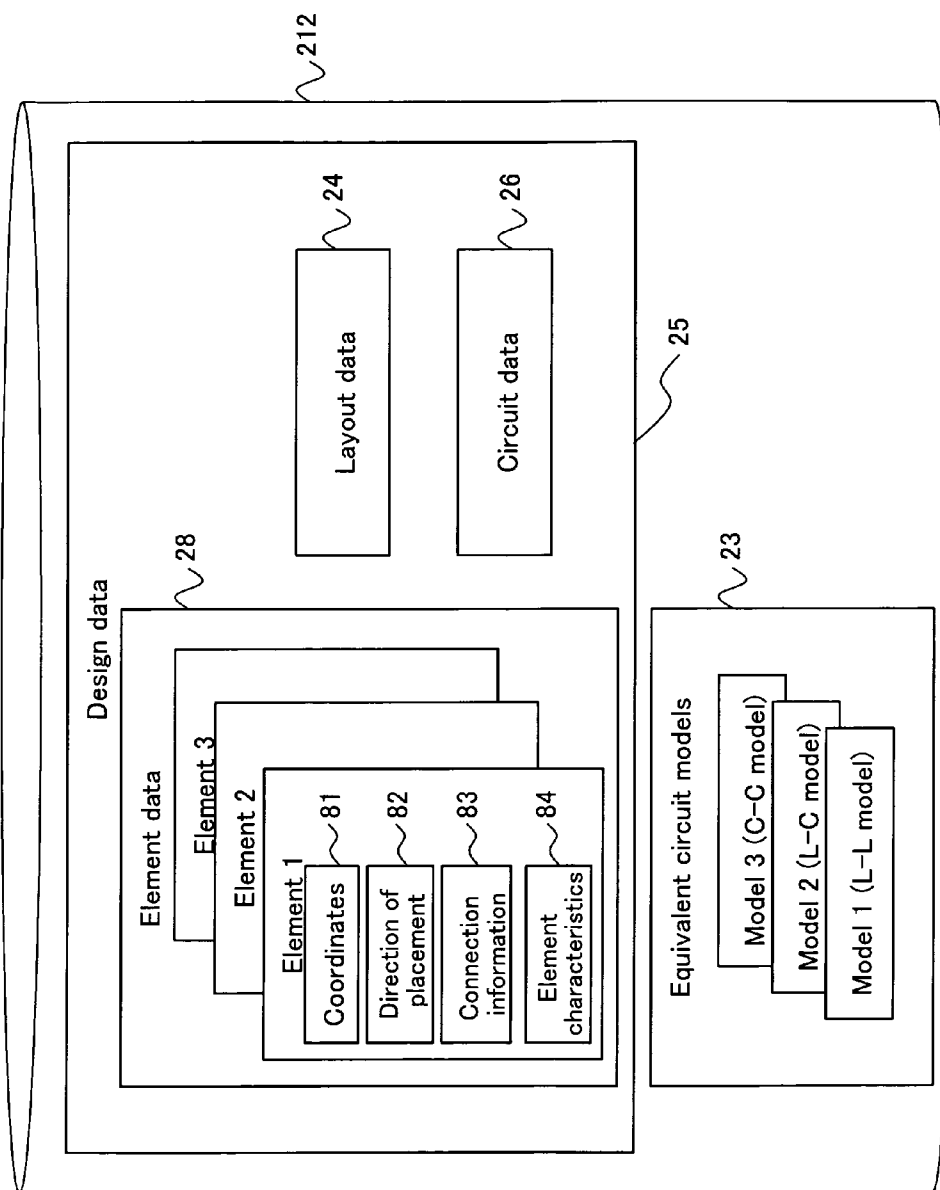 212
Design data
Element data
28
Element 3
Element 2
Element 1
Coordinates
81
Direction of
placement
82
Connection
information
83
Element
characteristics
84
Layout data
24
Circuit data
26
25
Equivalent circuit models
23
Model 3 (C-C model)
Model 2 (L-C model)
Model 1 (L-L model)